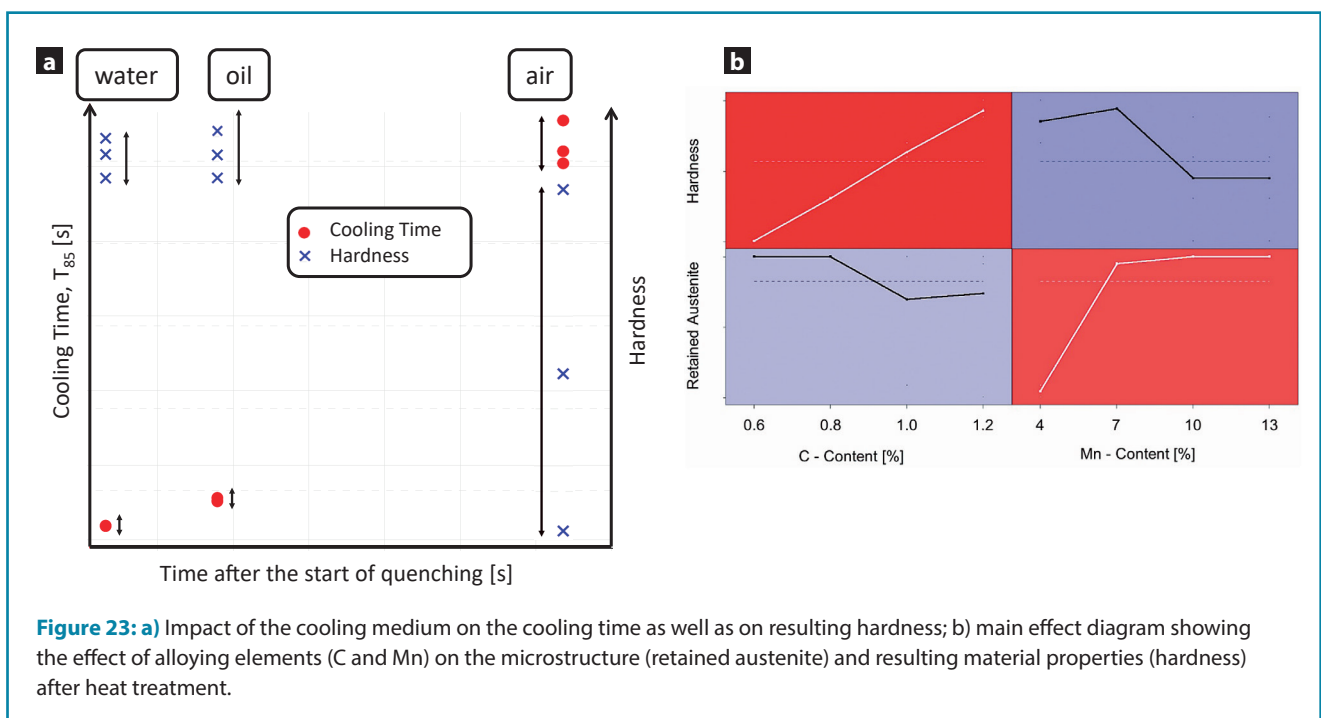 a
water
oil
air
Cooling Time, T85 [s]
Cooling Time
Hardness
Hardness
Time after the start of quenching [s]
b
Hardness
Retained Austenite
0.6 0.8 1.0 1.2 4 7 10 13
C - Content [%] Mn - Content [%]
Figure 23: a) Impact of the cooling medium on the cooling time as well as on resulting hardness; b) main effect diagram showing
the effect of alloying elements (C and Mn) on the microstructure (retained austenite) and resulting material properties (hardness)
after heat treatment.